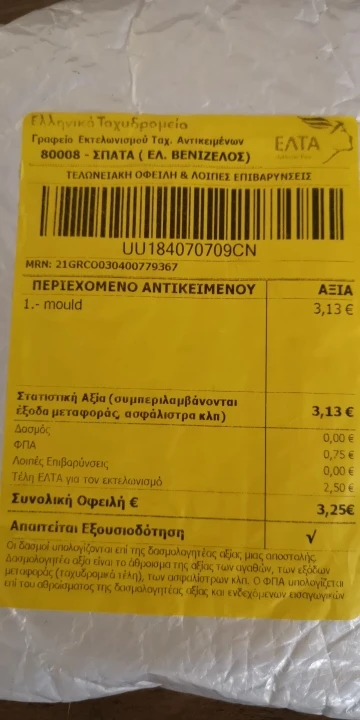 Ελληνικά Ταχυδρομεία
Γραφείο Εκτελωνισμού Ταχ. Αντικειμένων
80008 - ΣΠΑΤΑ ( ΕΛ. ΒΕΝΙΖΕΛΟΣ)
ΕΛΤΑ
ΤΕΛΩΝΕΙΑΚΗ ΟΦΕΙΛΗ & ΛΟΙΠΕΣ ΕΠΙΒΑΡΥΝΣΕΙΣ
UU184070709CN
MRN: 21GRCO030400779367
ΠΕΡΙΕΧΟΜΕΝΟ ΑΝΤΙΚΕΙΜΕΝΟΥ ΑΞΙΑ
1.- mould 3,13 €
Στατιστική Αξία (συμπεριλαμβάνονται
έξοδα μεταφοράς, ασφάλιστρα κλπ) 3,13 €
Δασμός 0,00 €
ΦΠΑ 0,75 €
Λοιπές Επιβαρύνσεις 0,00 €
Τέλη ΕΛΤΑ για τον εκτελωνισμό 2,50 €
Συνολική Οφειλή € 3,25€
Απαιτείται Εξουσιοδότηση √
Οι δασμοί υπολογίζονται επί της δασμολογητέας αξίας μιας αποστολής.
Δασμολογητέα αξία είναι το άθροισμα της αξίας των αγαθών, των εξόδων
μεταφοράς (ταχυδρομικά τέλη), των ασφαλίστρων κλπ. Ο ΦΠΑ υπολογίζεται
επί του αθροίσματος της δασμολογητέας αξίας και ενδεχόμενων εισαγωγικών